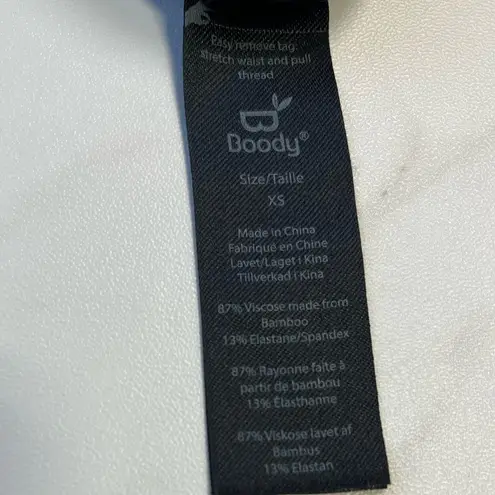 Easy remove tag:
stretch waist and pull
thread
Boody®
Size/Taille
XS
Made in China
Fabriqué en Chine
Lavet/Laget i Kina
Tillverkad i Kina
87% Viscose made from
Bamboo
13% Elastane/Spandex
87% Rayonne faite à
partir de bambou
13% Élasthanne
87% Viskose lavet af
Bambus
13% Elastan